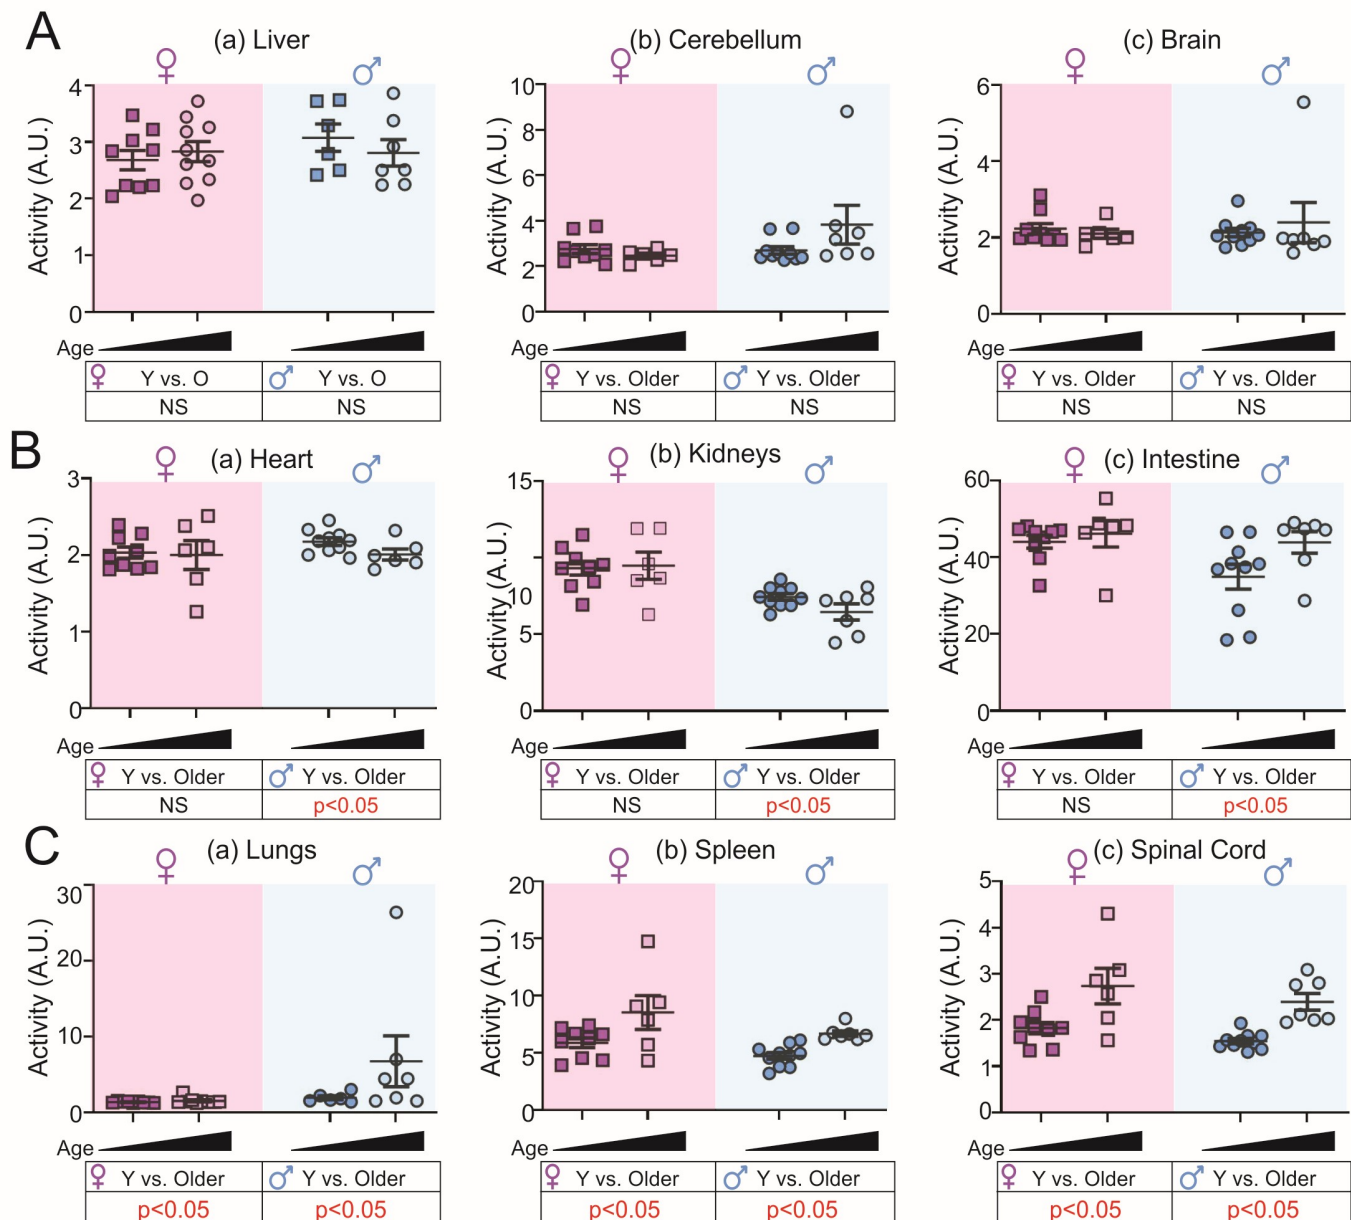 A
(a) Liver
(b) Cerebellum
(c) Brain
♀ ♂ ♀ ♂ ♀ ♂
Activity (A.U.)
4
3
2
1
0
Activity (A.U.)
10
8
6
4
2
0
Activity (A.U.)
6
4
2
0
Age
Age
Age
♀ Y vs. O ♂ Y vs. O
NS NS
♀ Y vs. Older ♂ Y vs. Older
NS NS
♀ Y vs. Older ♂ Y vs. Older
NS NS
B
(a) Heart
(b) Kidneys
(c) Intestine
♀ ♂ ♀ ♂ ♀ ♂
Activity (A.U.)
3
2
1
0
Activity (A.U.)
15
10
5
0
Activity (A.U.)
60
40
20
0
Age
Age
Age
♀ Y vs. Older ♂ Y vs. Older
NS p<0.05
♀ Y vs. Older ♂ Y vs. Older
NS p<0.05
♀ Y vs. Older ♂ Y vs. Older
NS p<0.05
C
(a) Lungs
(b) Spleen
(c) Spinal Cord
♀ ♂ ♀ ♂ ♀ ♂
Activity (A.U.)
30
20
10
0
Activity (A.U.)
20
15
10
5
0
Activity (A.U.)
5
4
3
2
1
0
Age
Age
Age
♀ Y vs. Older ♂ Y vs. Older
p<0.05 p<0.05
♀ Y vs. Older ♂ Y vs. Older
p<0.05 p<0.05
♀ Y vs. Older ♂ Y vs. Older
p<0.05 p<0.05